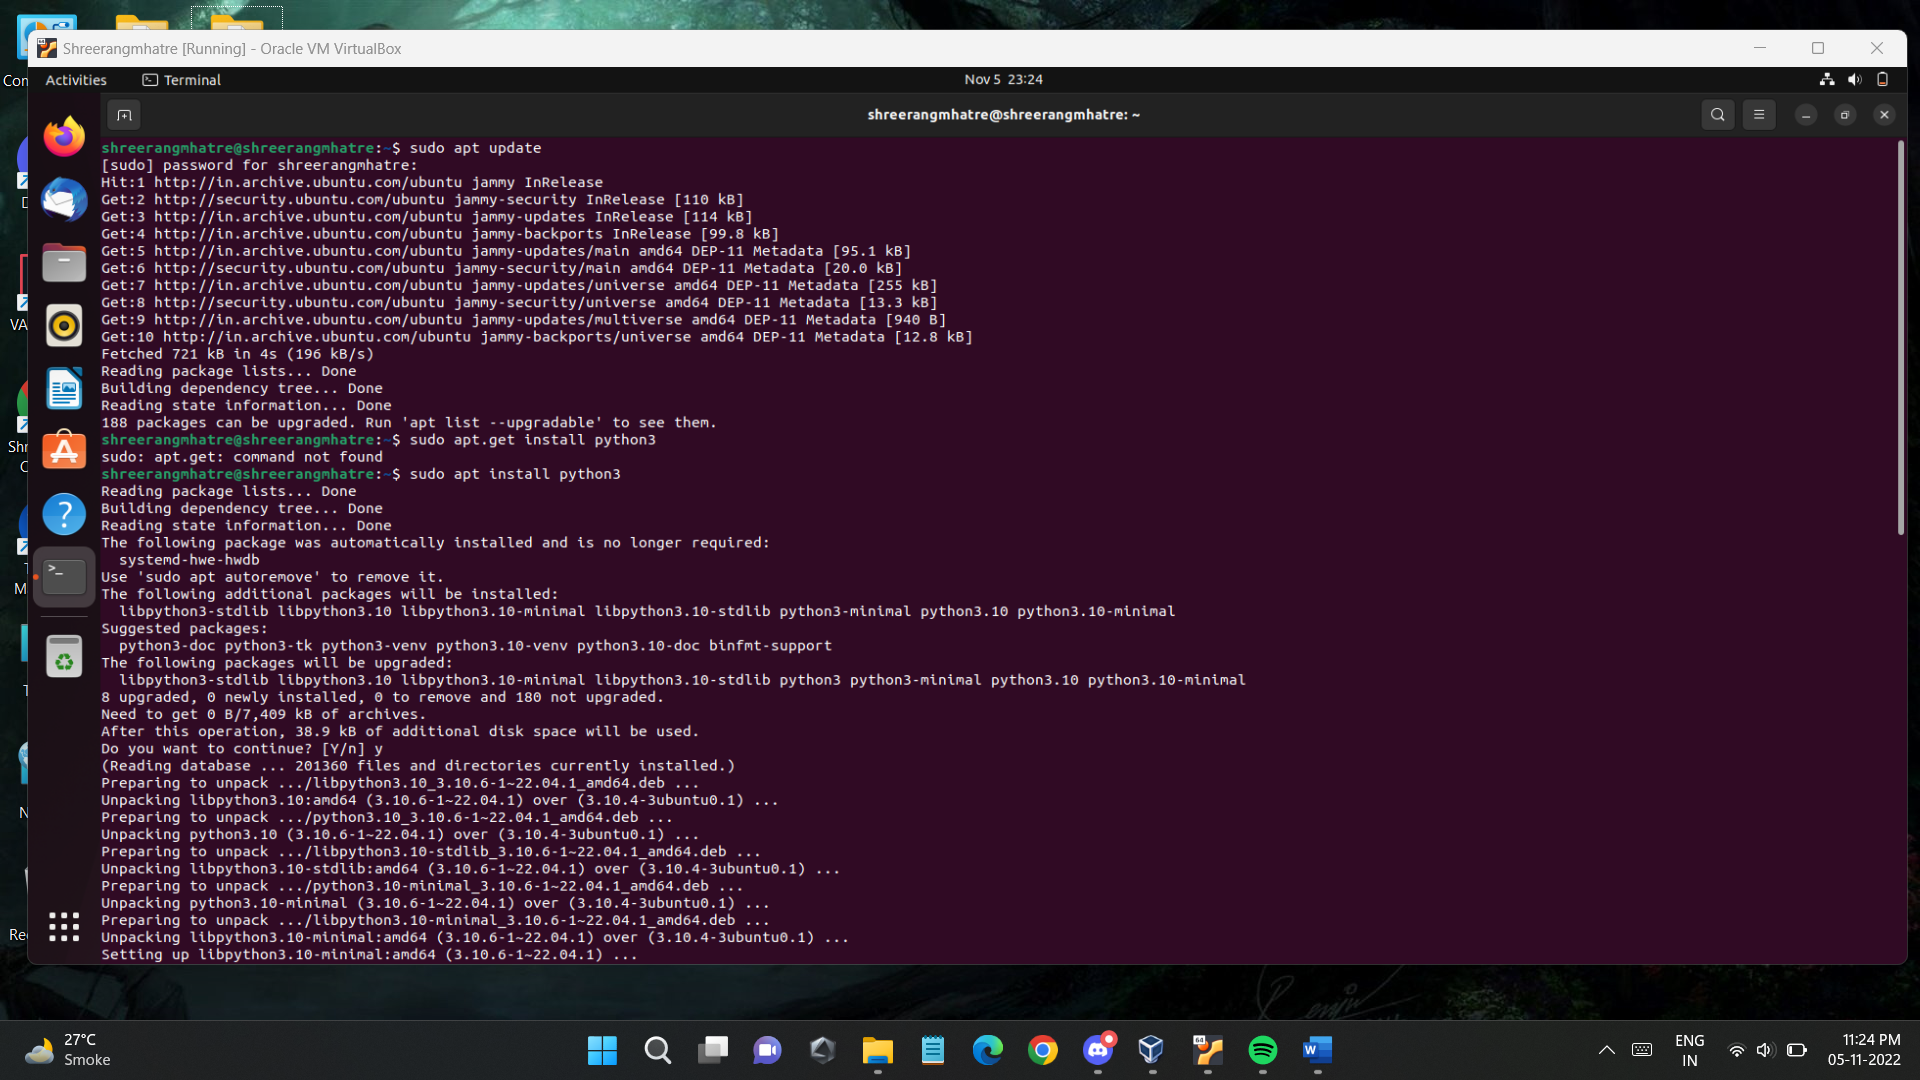 Shreerangmhatre [Running] - Oracle VM VirtualBox
Activities
Terminal
Nov 5 23:24
shreerangmhatre@shreerangmhatre: ~
shreerangmhatre@shreerangmhatre:~$ sudo apt update
[sudo] password for shreerangmhatre:
Hit:1 http://in.archive.ubuntu.com/ubuntu jammy InRelease
Get:2 http://security.ubuntu.com/ubuntu jammy-security InRelease [110 kB]
Get:3 http://in.archive.ubuntu.com/ubuntu jammy-updates InRelease [114 kB]
Get:4 http://in.archive.ubuntu.com/ubuntu jammy-backports InRelease [99.8 kB]
Get:5 http://in.archive.ubuntu.com/ubuntu jammy-updates/main amd64 DEP-11 Metadata [95.1 kB]
Get:6 http://security.ubuntu.com/ubuntu jammy-security/main amd64 DEP-11 Metadata [20.0 kB]
Get:7 http://in.archive.ubuntu.com/ubuntu jammy-updates/universe amd64 DEP-11 Metadata [255 kB]
Get:8 http://security.ubuntu.com/ubuntu jammy-security/universe amd64 DEP-11 Metadata [13.3 kB]
Get:9 http://in.archive.ubuntu.com/ubuntu jammy-updates/multiverse amd64 DEP-11 Metadata [940 B]
Get:10 http://in.archive.ubuntu.com/ubuntu jammy-backports/universe amd64 DEP-11 Metadata [12.8 kB]
Fetched 721 kB in 4s (196 kB/s)
Reading package lists... Done
Building dependency tree... Done
Reading state information... Done
188 packages can be upgraded. Run 'apt list --upgradable' to see them.
shreerangmhatre@shreerangmhatre:~$ sudo apt.get install python3
sudo: apt.get: command not found
shreerangmhatre@shreerangmhatre:~$ sudo apt install python3
Reading package lists... Done
Building dependency tree... Done
Reading state information... Done
The following package was automatically installed and is no longer required:
systemd-hwe-hwdb
Use 'sudo apt autoremove' to remove it.
The following additional packages will be installed:
libpython3-stdlib libpython3.10 libpython3.10-minimal libpython3.10-stdlib python3-minimal python3.10 python3.10-minimal
Suggested packages:
python3-doc python3-tk python3-venv python3.10-venv python3.10-doc binfmt-support
The following packages will be upgraded:
libpython3-stdlib libpython3.10 libpython3.10-minimal libpython3.10-stdlib python3 python3-minimal python3.10 python3.10-minimal
8 upgraded, 0 newly installed, 0 to remove and 180 not upgraded.
Need to get 0 B/7,409 kB of archives.
After this operation, 38.9 kB of additional disk space will be used.
Do you want to continue? [Y/n] y
(Reading database ... 201360 files and directories currently installed.)
Preparing to unpack .../libpython3.10_3.10.6-1~22.04.1_amd64.deb ...
Unpacking libpython3.10:amd64 (3.10.6-1~22.04.1) over (3.10.4-3ubuntu0.1) ...
Preparing to unpack .../python3.10_3.10.6-1~22.04.1_amd64.deb ...
Unpacking python3.10 (3.10.6-1~22.04.1) over (3.10.4-3ubuntu0.1) ...
Preparing to unpack .../libpython3.10-stdlib_3.10.6-1~22.04.1_amd64.deb ...
Unpacking libpython3.10-stdlib:amd64 (3.10.6-1~22.04.1) over (3.10.4-3ubuntu0.1) ...
Preparing to unpack .../python3.10-minimal_3.10.6-1~22.04.1_amd64.deb ...
Unpacking python3.10-minimal (3.10.6-1~22.04.1) over (3.10.4-3ubuntu0.1) ...
Preparing to unpack .../libpython3.10-minimal_3.10.6-1~22.04.1_amd64.deb ...
Unpacking libpython3.10-minimal:amd64 (3.10.6-1~22.04.1) over (3.10.4-3ubuntu0.1) ...
Setting up libpython3.10-minimal:amd64 (3.10.6-1~22.04.1) ...
27°C
Smoke
ENG
IN
11:24 PM
05-11-2022